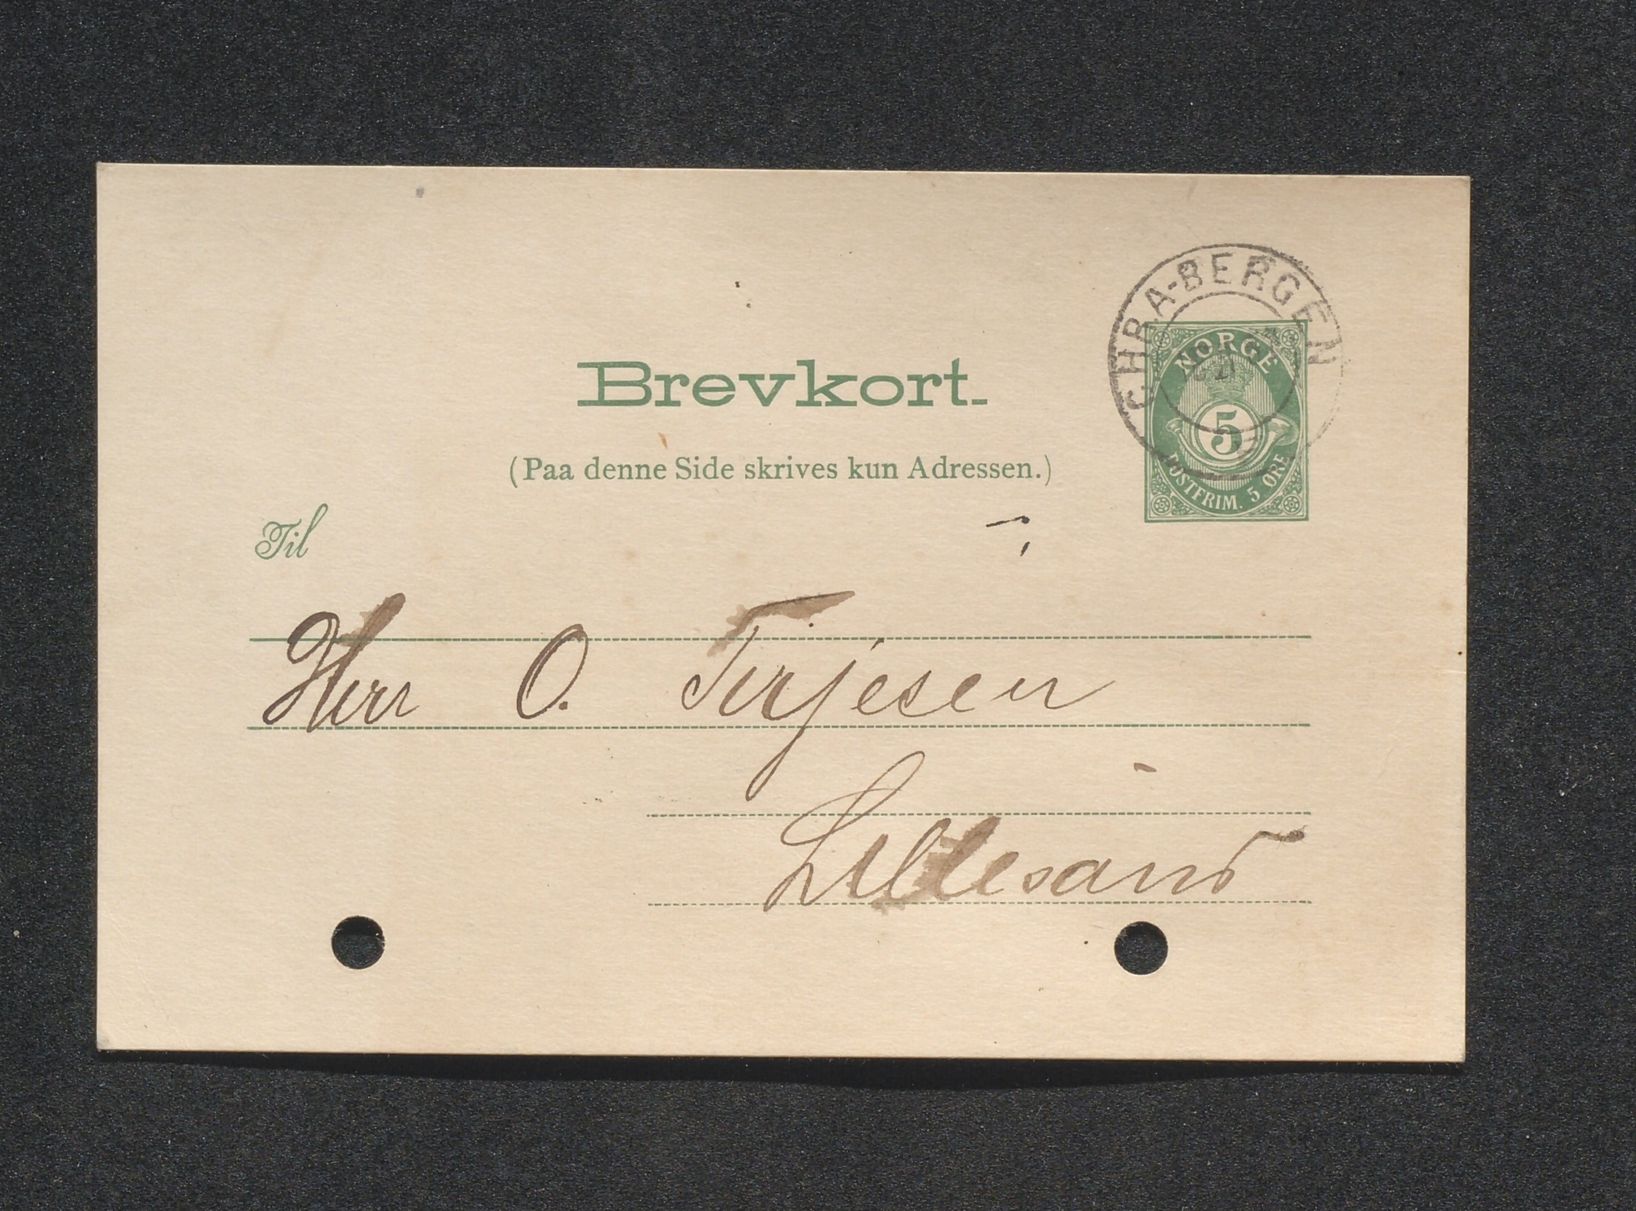 CHRA-BERGEN
NORGE
5
POSTFRIM. 5 ØRE
Brevkort.
(Paa denne Side skrives kun Adressen.)
Til
Herr O. Terjesen
Lillesand